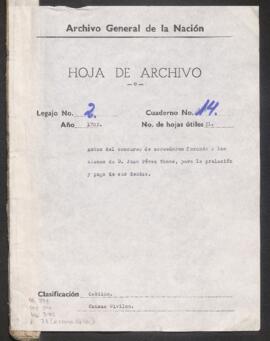 Archivo General de la Nación
HOJA DE ARCHIVO
Legajo No. 2. Cuaderno No. 14.
Año No. de hojas útiles
Autos del concurso de acreedores formado a los
bienes de D. Juan Pérez para la prelación
y pago de sus deudas.
Clasificación Cabildo.
Causas Civiles.